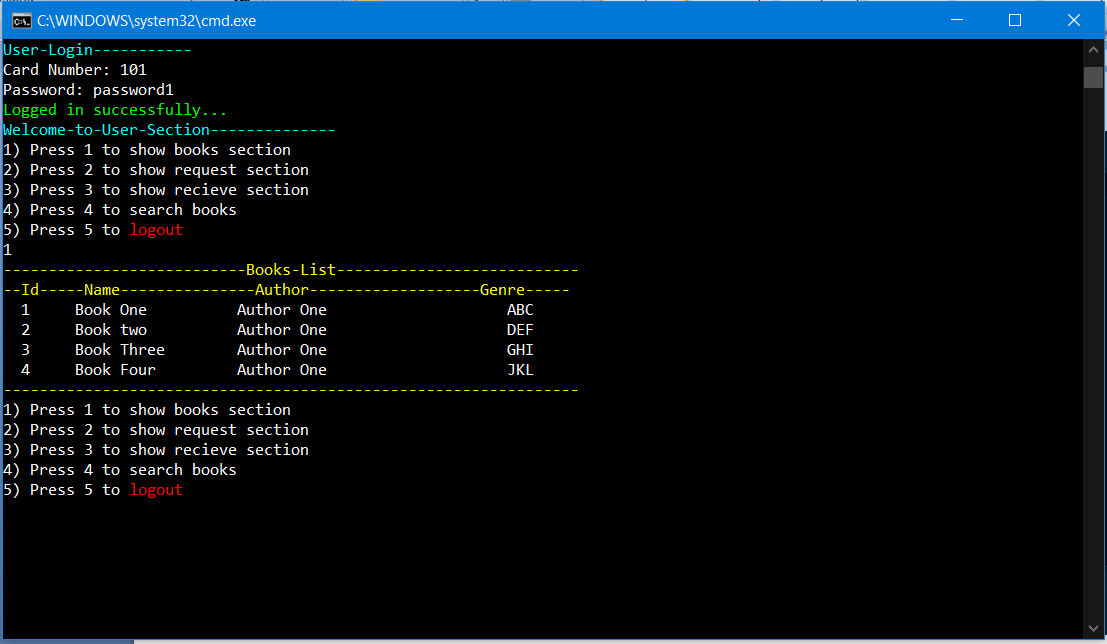 C:\WINDOWS\system32\cmd.exe
User-Login-----------
Card Number: 101
Password: password1
Logged in successfully...
Welcome-to-User-Section--------------
1) Press 1 to show books section
2) Press 2 to show request section
3) Press 3 to show recieve section
4) Press 4 to search books
5) Press 5 to logout
1
---------------------------Books-List---------------------------
--Id-----Name---------------Author-------------------Genre-----
1 Book One Author One ABC
2 Book two Author One DEF
3 Book Three Author One GHI
4 Book Four Author One JKL
----------------------------------------------------------------
1) Press 1 to show books section
2) Press 2 to show request section
3) Press 3 to show recieve section
4) Press 4 to search books
5) Press 5 to logout